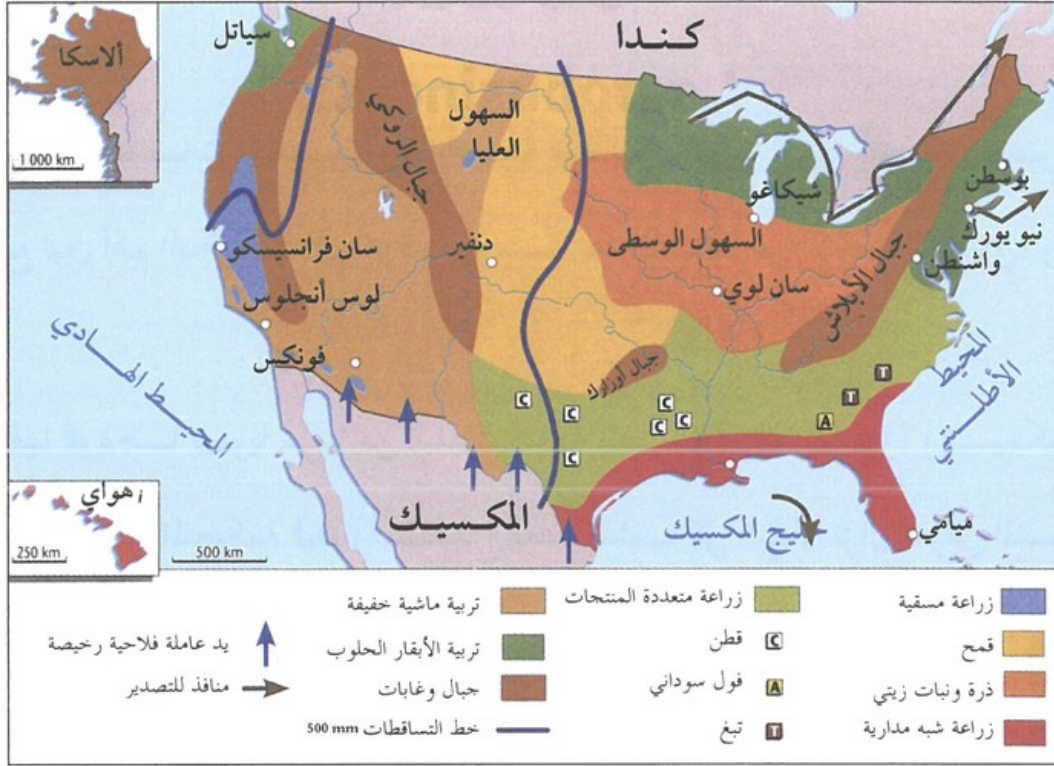 ألاسكا
1 000 km
سياتل
كندا
السهول
العليا
جبال الروكي
شيكاغو
بوسطن
نيو يورك
واشنطن
السهول الوسطى
سان لوي
جبال الأبلاش
دنفير
سان فرانسيسكو
لوس أنجلوس
فونكس
جبال أوزارك
المحيط الهادي
المحيط
الأطلنتي
C
C
C
C
C
C
T
T
A
المكسيك
خليج المكسيك
ميامي
هواي
250 km
500 km
زراعة مسقية
قمح
ذرة ونبات زيتي
زراعة شبه مدارية
زراعة متعددة المنتجات
C قطن
A فول سوداني
T تبغ
تربية ماشية خفيفة
تربية الأبقار الحلوب
جبال وغابات
خط التساقطات 500 mm
يد عاملة فلاحية رخيصة
منافذ للتصدير